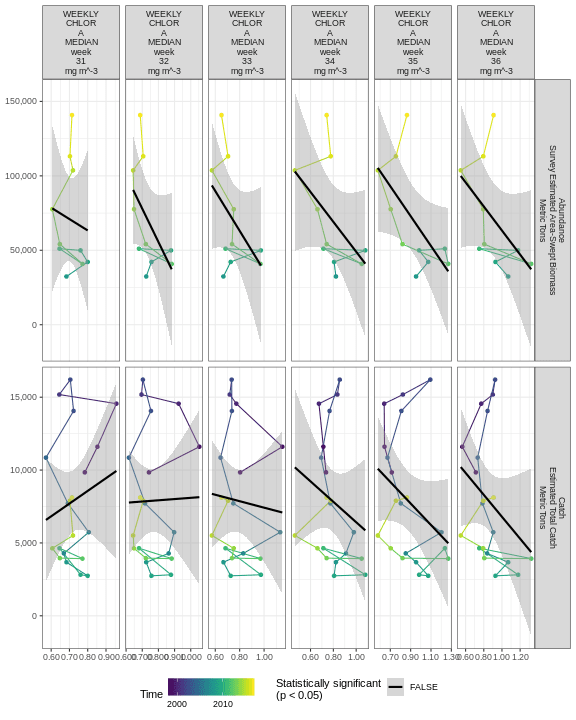 WEEKLY
CHLOR
A
MEDIAN
week
31
mg m^-3
WEEKLY
CHLOR
A
MEDIAN
week
32
mg m^-3
WEEKLY
CHLOR
A
MEDIAN
week
33
mg m^-3
WEEKLY
CHLOR
A
MEDIAN
week
34
mg m^-3
WEEKLY
CHLOR
A
MEDIAN
week
35
mg m^-3
WEEKLY
CHLOR
A
MEDIAN
week
36
mg m^-3
150,000
100,000
50,000
0
Abundance
Survey Estimated Area-Swept Biomass
Metric Tons
15,000
10,000
5,000
0
Catch
Estimated Total Catch
Metric Tons
0.60 0.70 0.80 0.90
0.60 0.70 0.80 0.90 1.00
0.60 0.80 1.00
0.60 0.80 1.00
0.70 0.90 1.10 1.30
0.60 0.80 1.00 1.20
Time
2000 2010
Statistically significant
(p < 0.05)
FALSE